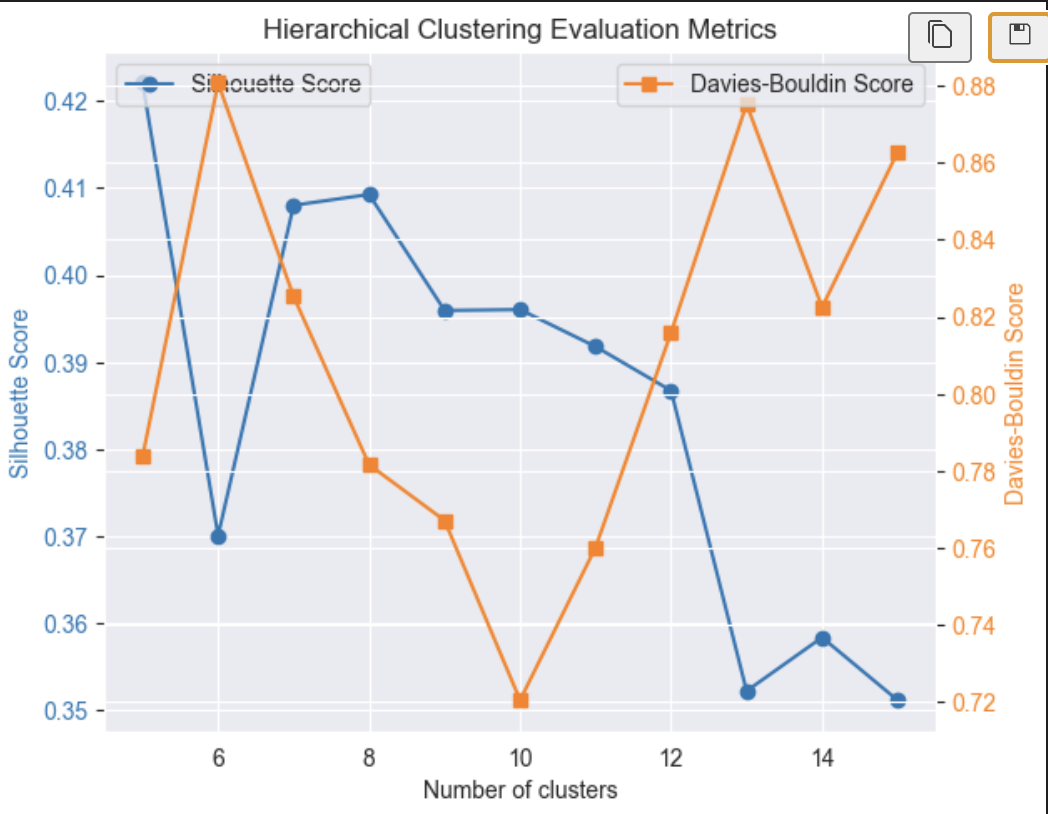 Hierarchical Clustering Evaluation Metrics
Silhouette Score
Davies-Bouldin Score
0.42
0.41
0.40
0.39
0.38
0.37
0.36
0.35
Silhouette Score
0.88
0.86
0.84
0.82
0.80
0.78
0.76
0.74
0.72
Davies-Bouldin Score
6 8 10 12 14
Number of clusters